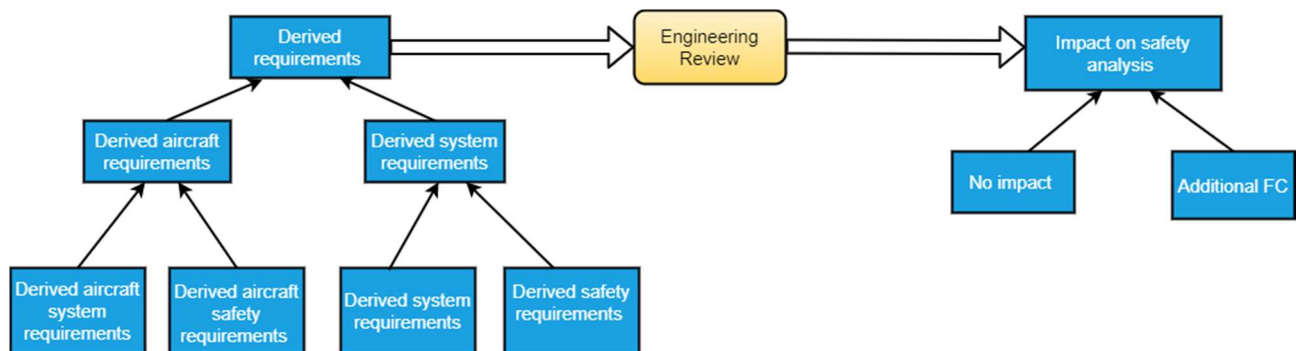 Derived
requirements
Engineering
Review
Impact on safety
analysis
Derived aircraft
requirements
Derived system
requirements
No impact
Additional FC
Derived aircraft
system
requirements
Derived aircraft
safety
requirements
Derived system
requirements
Derived safety
requirements